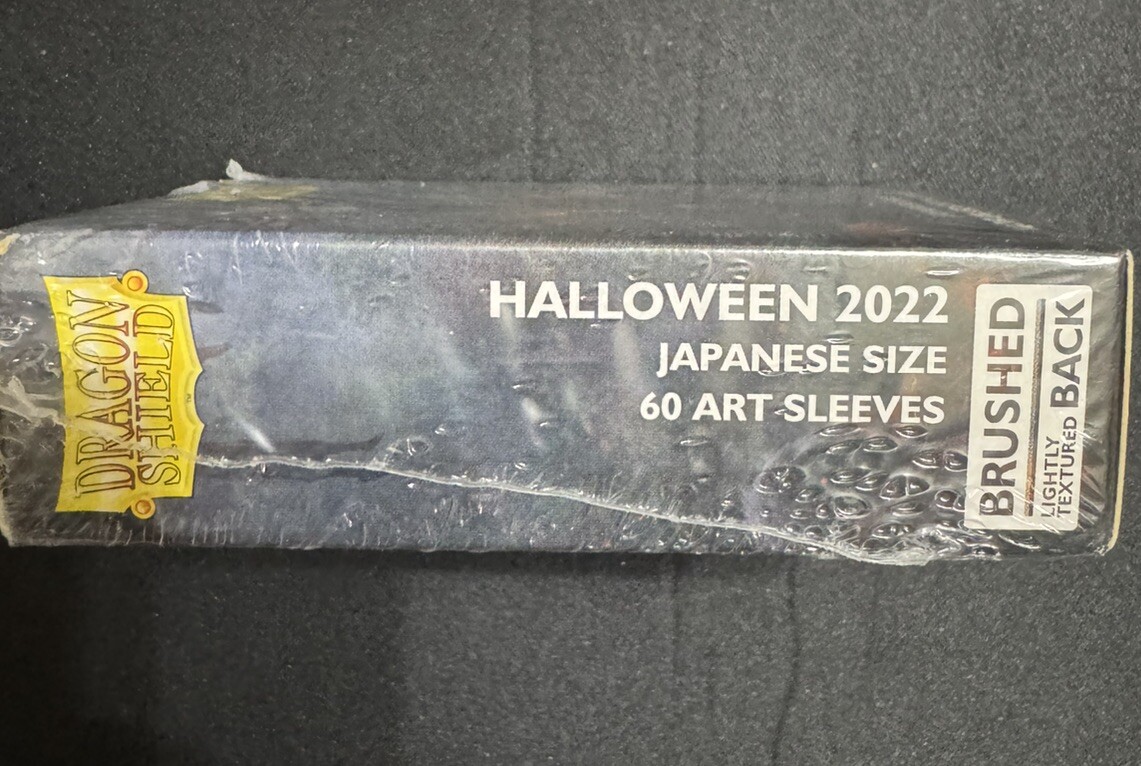 DRAGON
SHIELD
HALLOWEEN 2022
JAPANESE SIZE
60 ART SLEEVES
BRUSHED
LIGHTLY
TEXTURED BACK